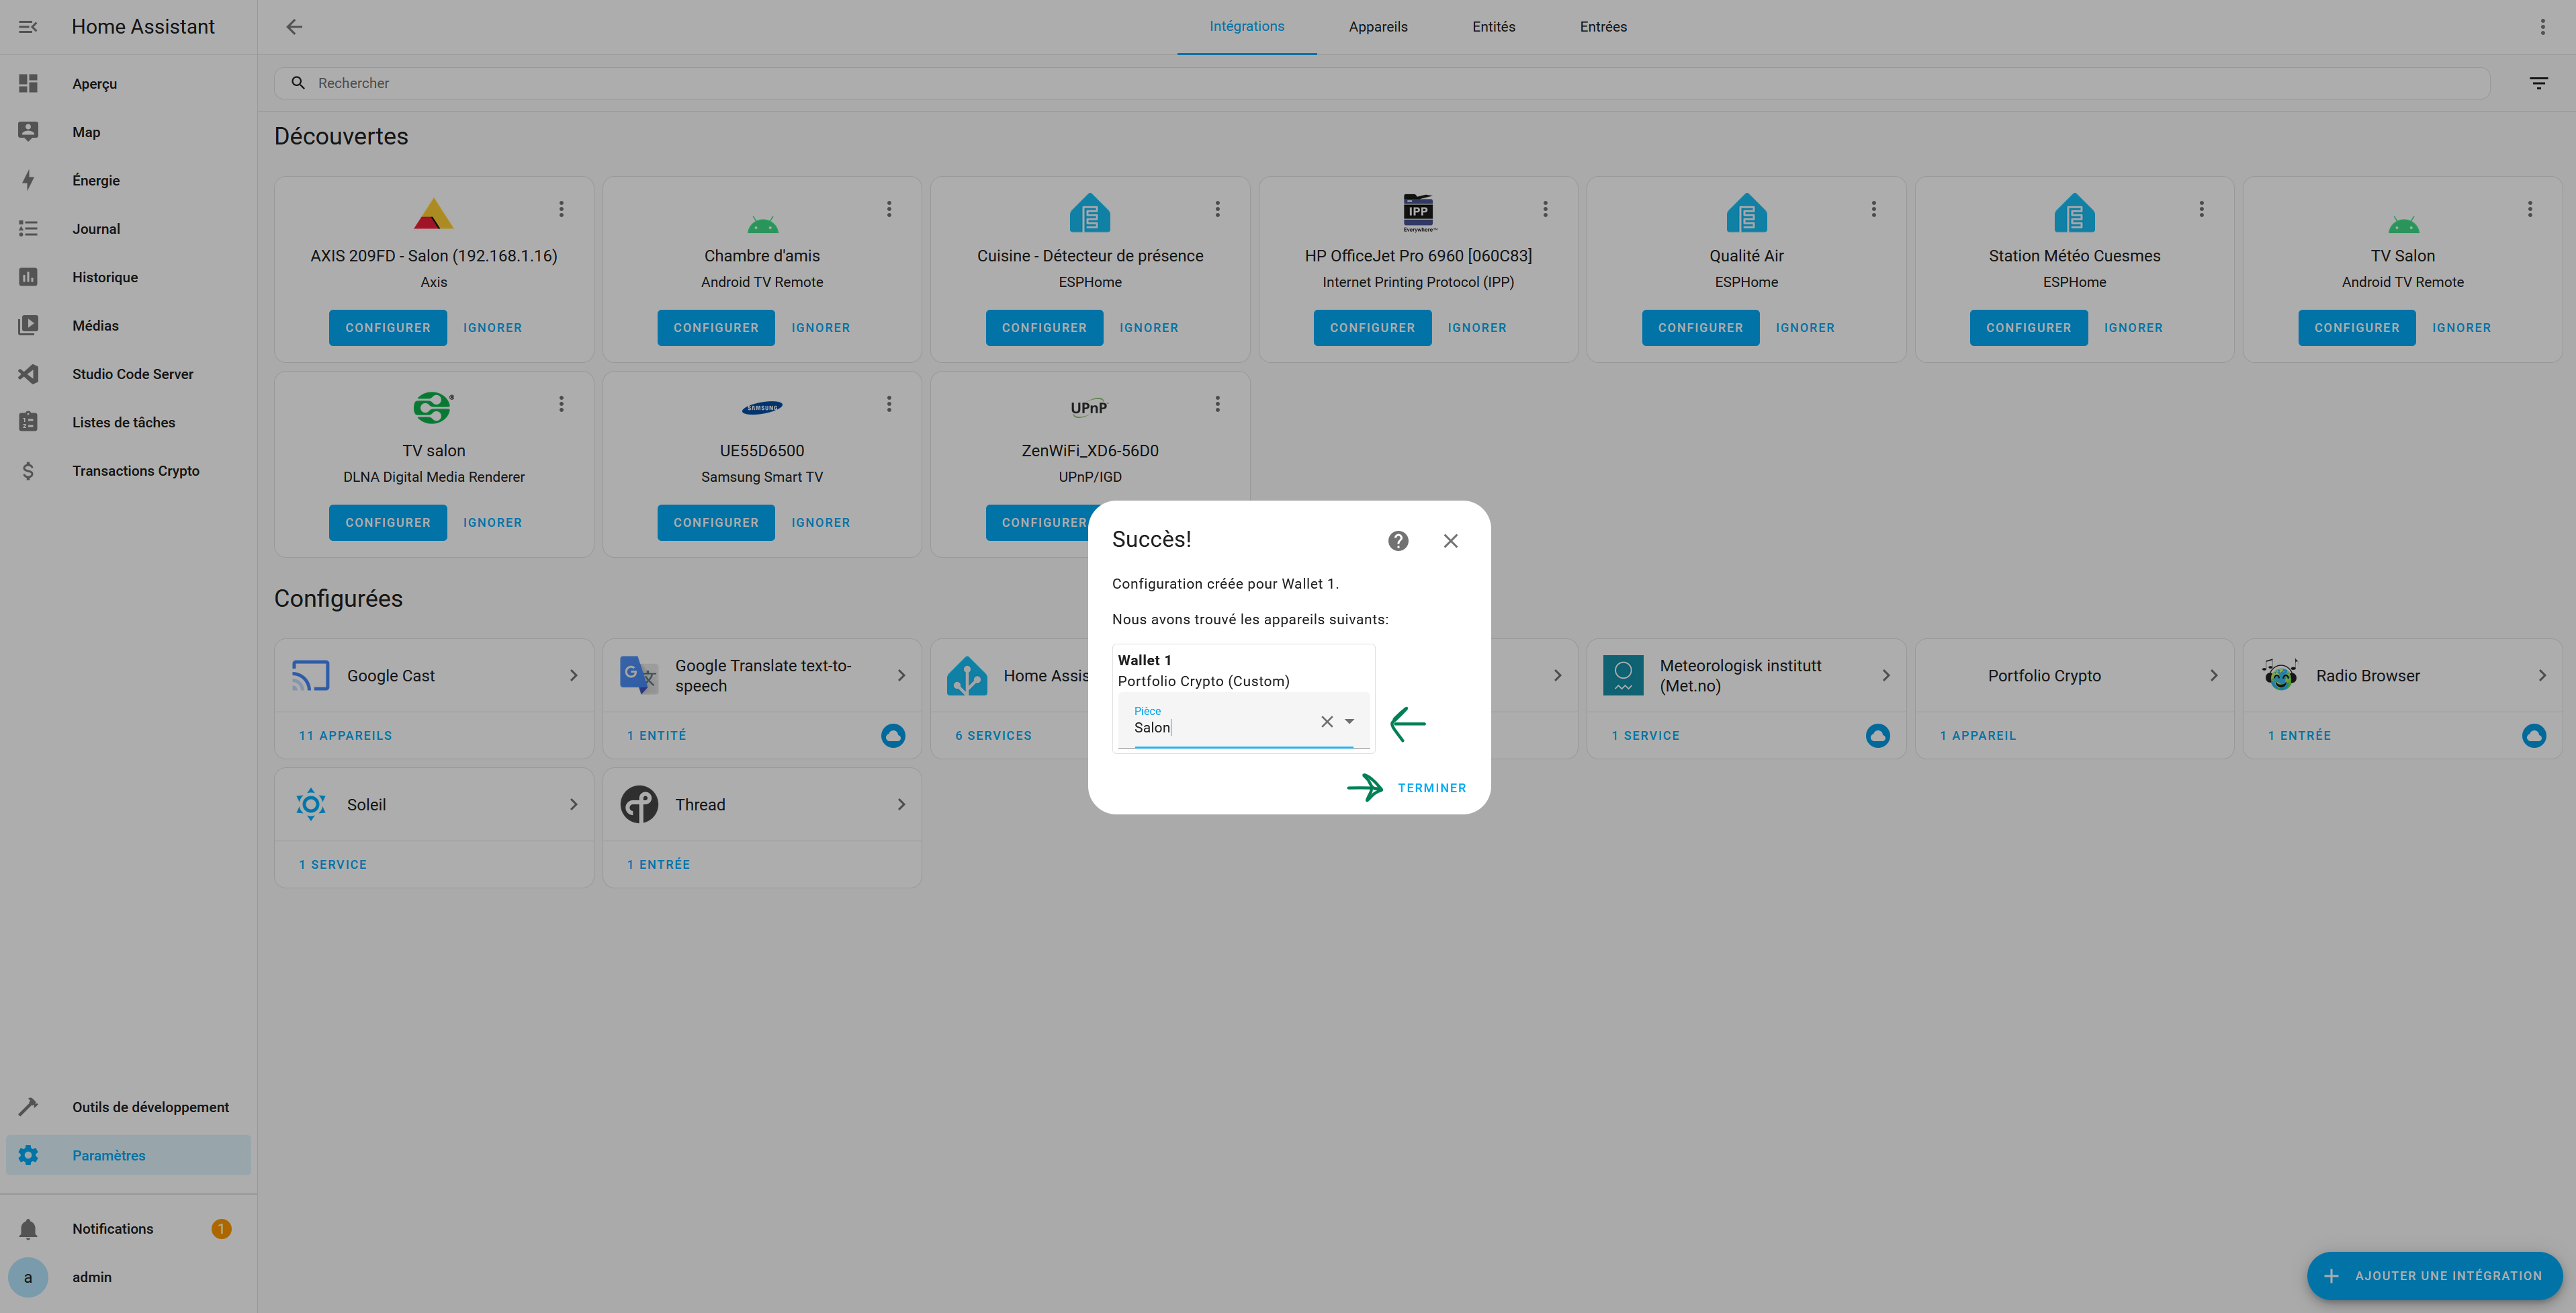 Home Assistant
Intégrations
Appareils
Entités
Entrées
Rechercher
Aperçu
Map
Énergie
Journal
Historique
Médias
Studio Code Server
Listes de tâches
Transactions Crypto
Outils de développement
Paramètres
Notifications
1
a
admin
Découvertes
AXIS 209FD - Salon (192.168.1.16)
Axis
CONFIGURER
IGNORER
Chambre d'amis
Android TV Remote
CONFIGURER
IGNORER
Cuisine - Détecteur de présence
ESPHome
CONFIGURER
IGNORER
IPP
Everywhere™
HP OfficeJet Pro 6960 [060C83]
Internet Printing Protocol (IPP)
CONFIGURER
IGNORER
Qualité Air
ESPHome
CONFIGURER
IGNORER
Station Météo Cuesmes
ESPHome
CONFIGURER
IGNORER
TV Salon
Android TV Remote
CONFIGURER
IGNORER
TV salon
DLNA Digital Media Renderer
CONFIGURER
IGNORER
SAMSUNG
UE55D6500
Samsung Smart TV
CONFIGURER
IGNORER
UPnP
ZenWiFi_XD6-56D0
UPnP/IGD
CONFIGURER
Succès!
Configuration créée pour Wallet 1.
Nous avons trouvé les appareils suivants:
Wallet 1
Portfolio Crypto (Custom)
Pièce
Salon
TERMINER
Configurées
Google Cast
11 APPAREILS
Google Translate text-to-
speech
1 ENTITÉ
Home Assis
6 SERVICES
Meteorologisk institutt
(Met.no)
1 SERVICE
Portfolio Crypto
1 APPAREIL
Radio Browser
1 ENTRÉE
Soleil
1 SERVICE
Thread
1 ENTRÉE
AJOUTER UNE INTÉGRATION